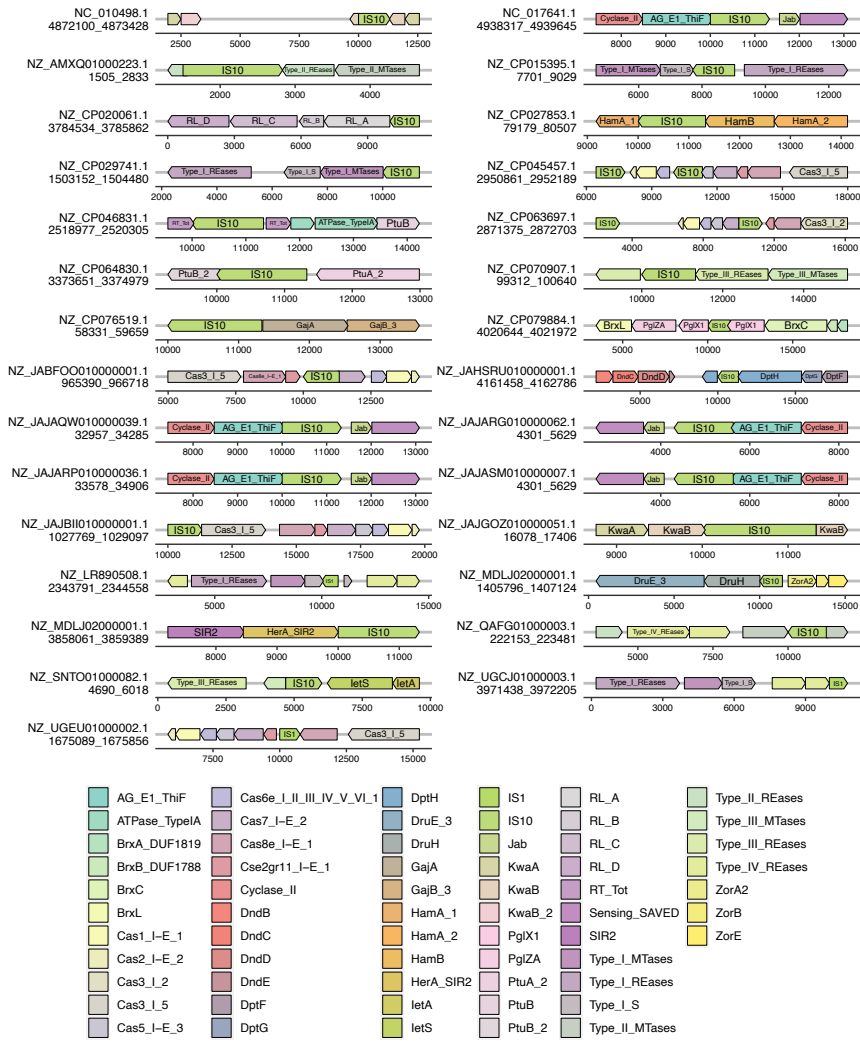 NC_010498.1
4872100_4873428
IS10
2500 5000 7500 10000 12500
NC_017641.1
4938317_4939645
Cyclase_II AG_E1_ThiF IS10 Jab
8000 10000 12000
NZ_AMXQ01000223.1
1505_2833
IS10 Type_II_REases Type_II_MTases
2000 3000 4000
NZ_CP015395.1
7701_9029
Type_I_MTases Type_I_S IS10 Type_I_REases
6000 8000 10000 12000
NZ_CP020061.1
3784534_3785862
RL_D RL_C RL_B RL_A IS10
0 3000 6000 9000
NZ_CP027853.1
79179_80507
HamA_1 IS10 HamB HamA_2
9000 10000 11000 12000 13000 14000
NZ_CP029741.1
1503152_1504480
Type_I_REases Type_I_S Type_I_MTases IS10
2000 4000 6000 8000 10000
NZ_CP045457.1
2950861_2952189
IS10 IS10 Cas3_I_5
6000 9000 12000 15000 18000
NZ_CP046831.1
2518977_2520305
RT_Tot IS10 RT_Tot ATPase_TypeIA PtuB
10000 11000 12000 13000 14000
NZ_CP063697.1
2871375_2872703
IS10 IS10 Cas3_I_2
4000 8000 12000 16000
NZ_CP064830.1
3373651_3374979
PtuB_2 IS10 PtuA_2
10000 11000 12000 13000
NZ_CP070907.1
99312_100640
IS10 Type_III_REases Type_III_MTases
10000 12000 14000
NZ_CP076519.1
58331_59659
IS10 GajA GajB_3
10000 11000 12000 13000
NZ_CP079884.1
4020644_4021972
BrxL PglZA PglX1 IS10 PglX1 BrxC
5000 10000 15000
NZ_JABFOO010000001.1
965390_966718
Cas3_I_5 Cas8e_I-E_1 IS10
5000 7500 10000 12500 15000
NZ_JAHSRU010000001.1
4161458_4162786
DndC DndD IS10 DptH DptG DptF
5000 10000 15000
NZ_JAJAQW010000039.1
32957_34285
Cyclase_II AG_E1_ThiF IS10 Jab
8000 9000 10000 11000 12000 13000
NZ_JAJARG010000062.1
4301_5629
Jab IS10 AG_E1_ThiF Cyclase_II
4000 6000 8000
NZ_JAJARP010000036.1
33578_34906
Cyclase_II AG_E1_ThiF IS10 Jab
8000 9000 10000 11000 12000 13000
NZ_JAJASM010000007.1
4301_5629
Jab IS10 AG_E1_ThiF Cyclase_II
4000 6000 8000
NZ_JAJBII010000001.1
1027769_1029097
IS10 Cas3_I_5
10000 12500 15000 17500 20000
NZ_JAJGOZ010000051.1
16078_17406
KwaA KwaB IS10 KwaB
9000 10000 11000
NZ_LR890508.1
2343791_2344558
Type_I_REases IS1
5000 10000 15000
NZ_MDLJ02000001.1
1405796_1407124
DruE_3 DruH IS10 ZorA2
0 5000 10000 15000
NZ_MDLJ02000001.1
3858061_3859389
SIR2 HerA_SIR2 IS10
8000 9000 10000 11000
NZ_QAFG01000003.1
222153_223481
Type_IV_REases IS10
5000 7500 10000
NZ_SNTO01000082.1
4690_6018
Type_III_REases IS10 IetS IetA
0 2000 4000 6000 8000 10000
NZ_UGCJ01000003.1
3971438_3972205
Type_I_REases Type_I_S IS1
0 3000 6000 9000
NZ_UGEU01000002.1
1675089_1675856
IS1 Cas3_I_5
7500 10000 12500 15000
AG_E1_ThiF Cas6e_I_II_III_IV_V_VI_1 DptH IS1 RL_A Type_II_REases
ATPase_TypeIA Cas7_I-E_2 DruE_3 IS10 RL_B Type_III_MTases
BrxA_DUF1819 Cas8e_I-E_1 DruH Jab RL_C Type_III_REases
BrxB_DUF1788 Cse2gr11_I-E_1 GajA KwaA RL_D Type_IV_REases
BrxC Cyclase_II GajB_3 KwaB RT_Tot ZorA2
BrxL DndB HamA_1 KwaB_2 Sensing_SAVED ZorB
Cas1_I-E_1 DndC HamA_2 PglX1 SIR2 ZorE
Cas2_I-E_2 DndD HamB PglZA Type_I_MTases
Cas3_I_2 DndE HerA_SIR2 PtuA_2 Type_I_REases
Cas3_I_5 DptF IetA PtuB Type_I_S
Cas5_I-E_3 DptG IetS PtuB_2 Type_II_MTases